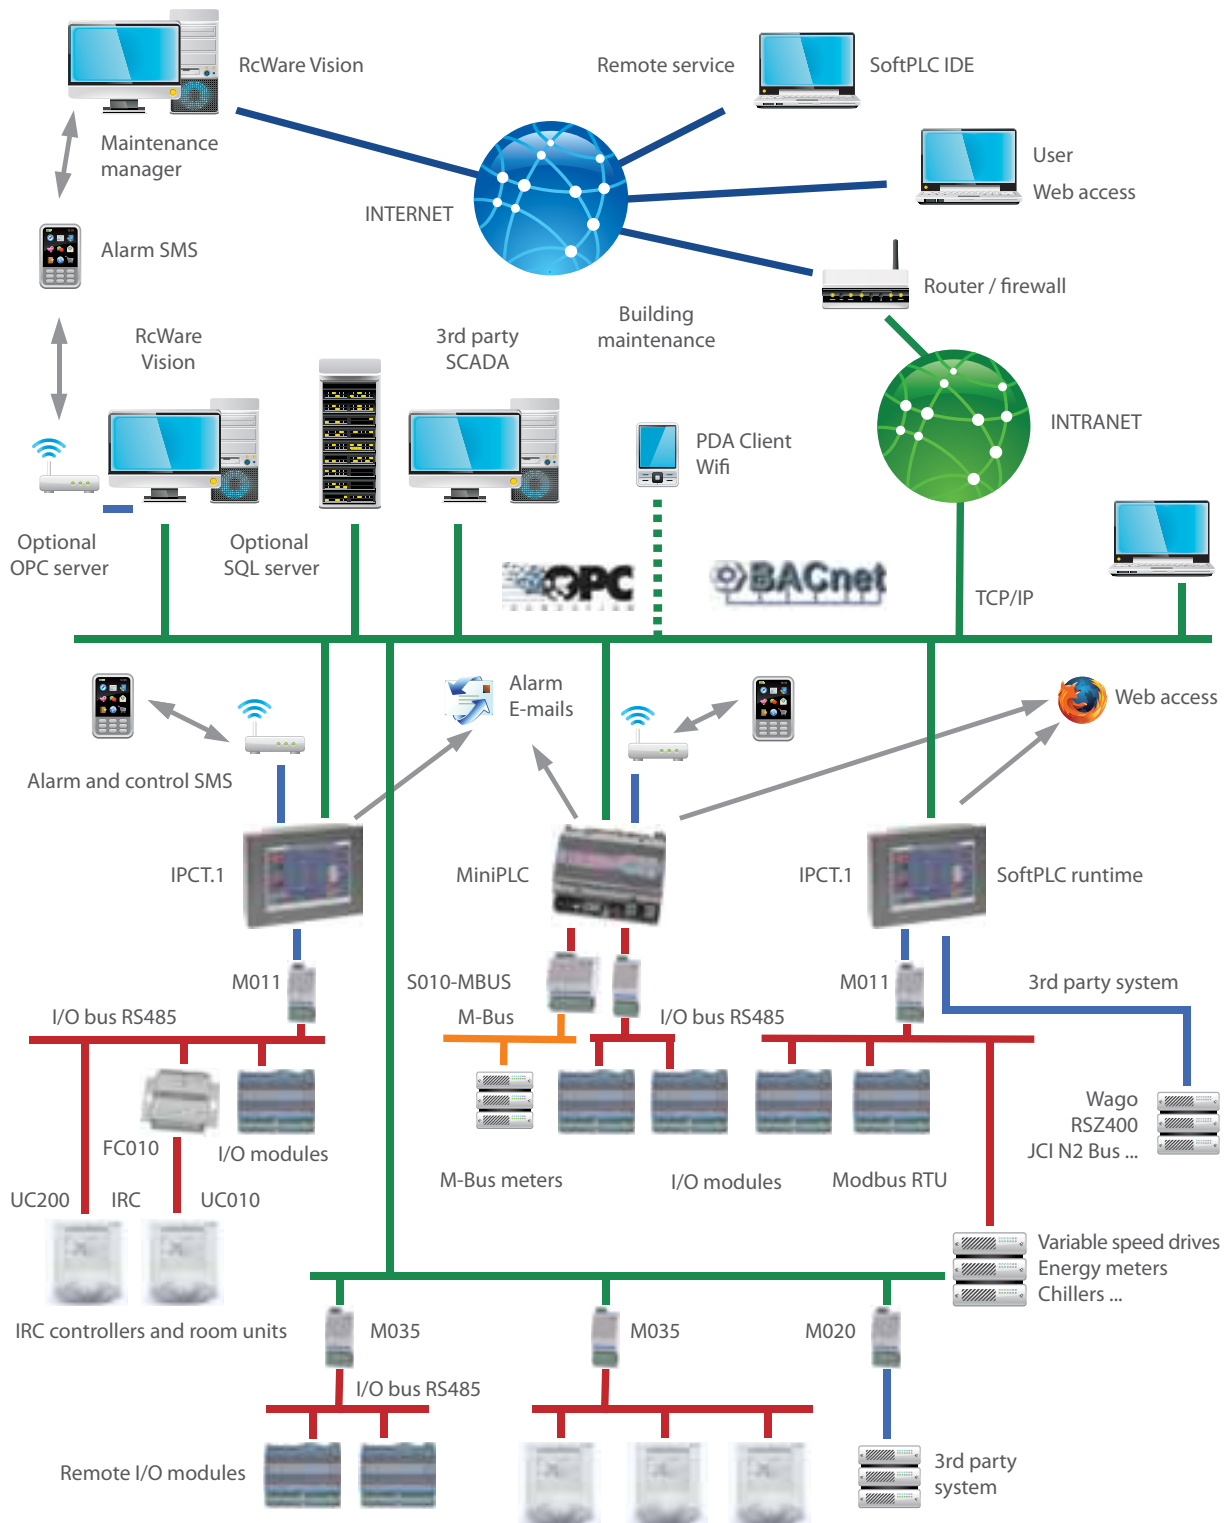 RcWare Vision
Remote service
SoftPLC IDE
Maintenance
manager
User
Web access
INTERNET
Alarm SMS
Router / firewall
Building
maintenance
RcWare
Vision
3rd party
SCADA
INTRANET
PDA Client
Wifi
Optional
OPC server
Optional
SQL server
OPC
BACnet
TCP/IP
Alarm
E-mails
Web access
Alarm and control SMS
IPCT.1
MiniPLC
IPCT.1
SoftPLC runtime
M011
S010-MBUS
M011
3rd party system
I/O bus RS485
M-Bus
I/O bus RS485
Wago
RSZ400
JCI N2 Bus ...
FC010
I/O modules
M-Bus meters
I/O modules
Modbus RTU
UC200
IRC
UC010
Variable speed drives
Energy meters
Chillers ...
IRC controllers and room units
M035
M035
M020
I/O bus RS485
Remote I/O modules
3rd party
system